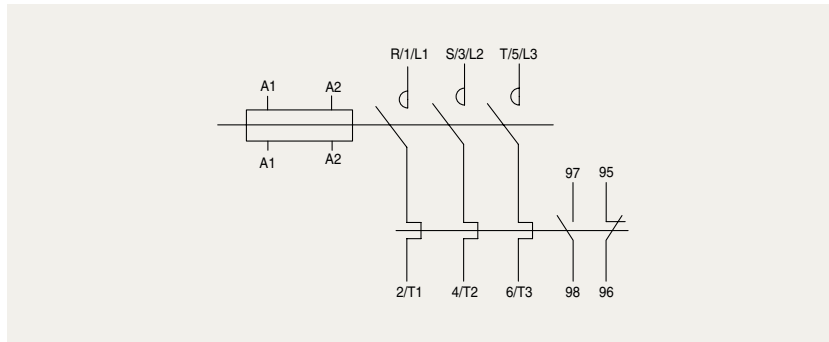 R/1/L1 S/3/L2 T/5/L3
A1 A2
A1 A2
97 95
2/T1 4/T2 6/T3 98 96